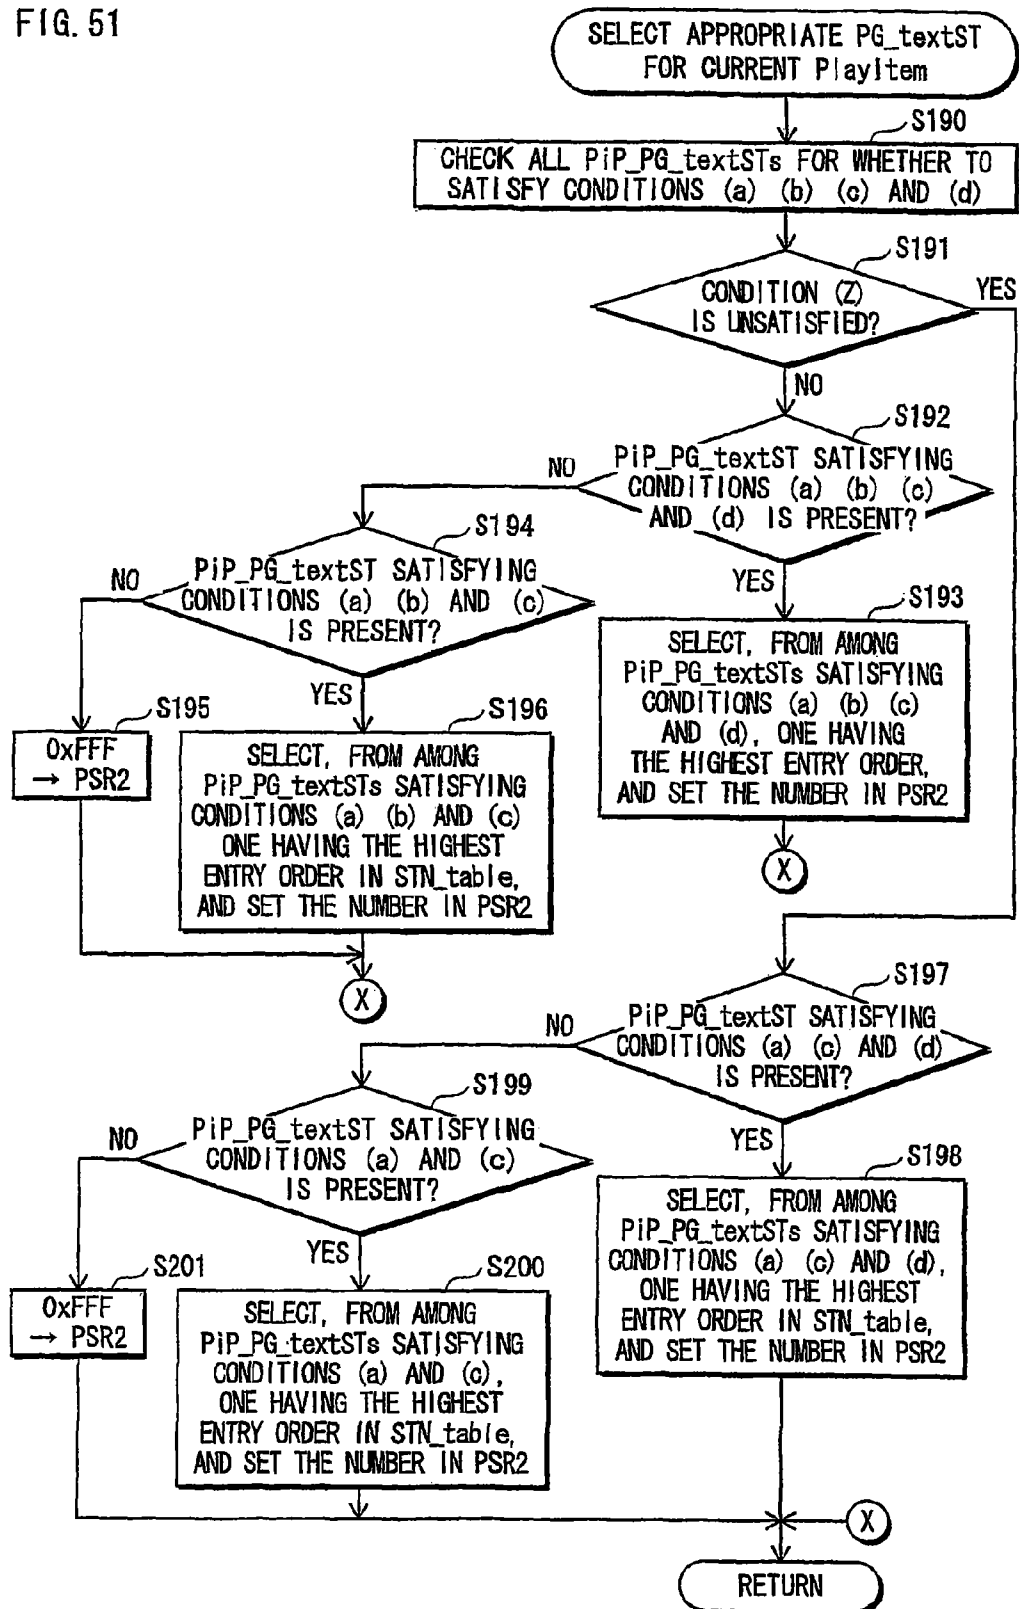 FIG. 51
SELECT APPROPRIATE PG_textST
FOR CURRENT PlayItem
S190
CHECK ALL PiP_PG_textSTs FOR WHETHER TO
SATISFY CONDITIONS (a) (b) (c) AND (d)
S191
CONDITION (Z)
IS UNSATISFIED?
YES
NO
S192
PiP_PG_textST SATISFYING
CONDITIONS (a) (b) (c)
AND (d) IS PRESENT?
NO
YES
S193
SELECT, FROM AMONG
PiP_PG_textSTs SATISFYING
CONDITIONS (a) (b) (c)
AND (d), ONE HAVING
THE HIGHEST ENTRY ORDER,
AND SET THE NUMBER IN PSR2
X
S194
PiP_PG_textST SATISFYING
CONDITIONS (a) (b) AND (c)
IS PRESENT?
NO
YES
S195
0xFFF
→ PSR2
S196
SELECT, FROM AMONG
PiP_PG_textSTs SATISFYING
CONDITIONS (a) (b) AND (c)
ONE HAVING THE HIGHEST
ENTRY ORDER IN STN_table,
AND SET THE NUMBER IN PSR2
X
S197
PiP_PG_textST SATISFYING
CONDITIONS (a) (c) AND (d)
IS PRESENT?
NO
YES
S198
SELECT, FROM AMONG
PiP_PG_textSTs SATISFYING
CONDITIONS (a) (c) AND (d),
ONE HAVING THE HIGHEST
ENTRY ORDER IN STN_table,
AND SET THE NUMBER IN PSR2
S199
PiP_PG_textST SATISFYING
CONDITIONS (a) AND (c)
IS PRESENT?
NO
YES
S201
0xFFF
→ PSR2
S200
SELECT, FROM AMONG
PiP_PG_textSTs SATISFYING
CONDITIONS (a) AND (c),
ONE HAVING THE HIGHEST
ENTRY ORDER IN STN_table,
AND SET THE NUMBER IN PSR2
X
RETURN